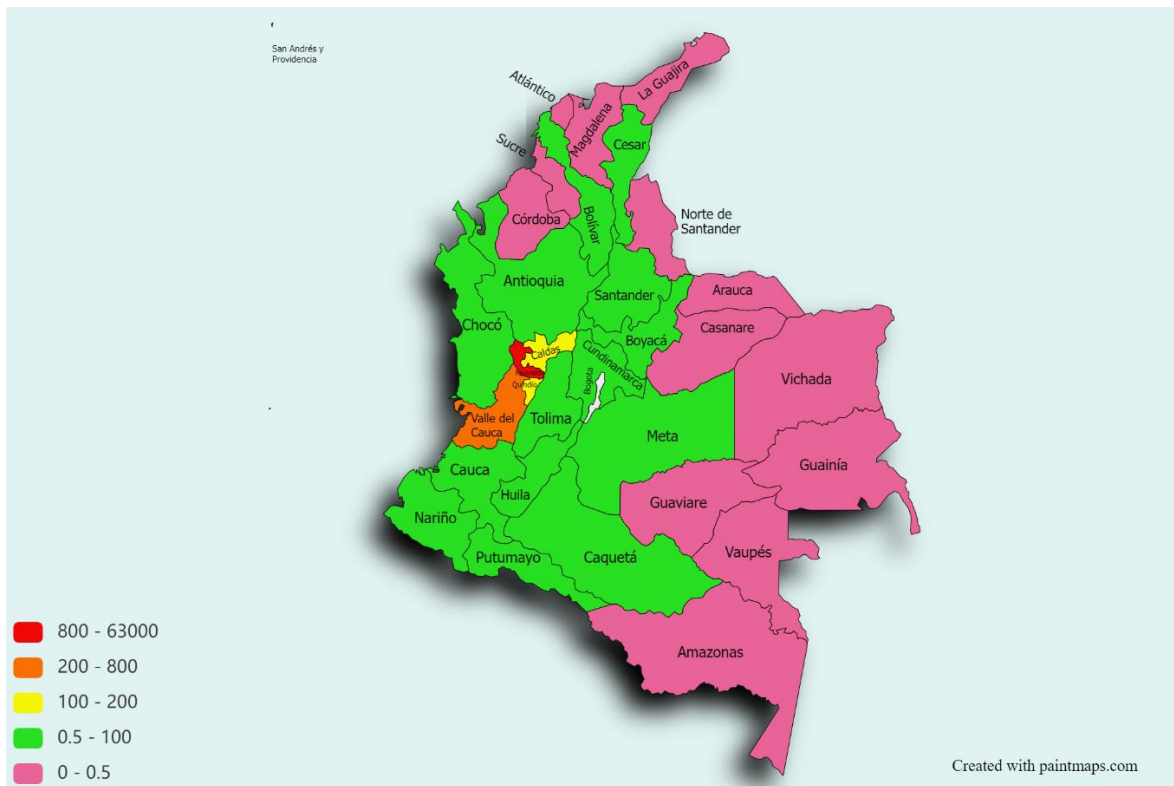 San Andrés y
Providencia
Atlántico
La Guajira
Magdalena
Sucre
Cesar
Córdoba
Bolívar
Norte de
Santander
Antioquia
Santander
Arauca
Chocó
Casanare
Boyacá
Caldas
Cundinamarca
Vichada
Quindío
Bogota
Valle del
Cauca
Tolima
Meta
Guainía
Cauca
Huila
Guaviare
Nariño
Putumayo
Caquetá
Vaupés
Amazonas
800 - 63000
200 - 800
100 - 200
0.5 - 100
0 - 0.5
Created with paintmaps.com